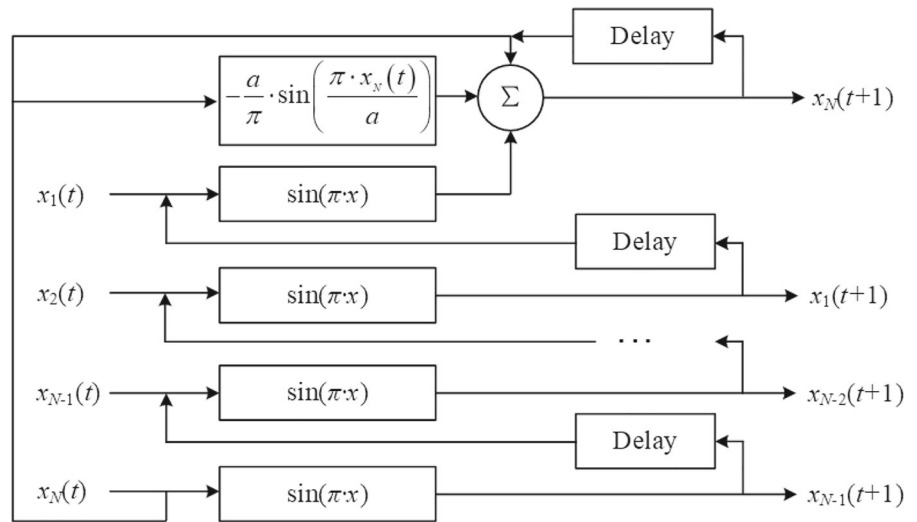 Delay
-a/π · sin(π · x_N(t)/a)
Σ
x_N(t+1)
x_1(t)
sin(π·x)
Delay
x_2(t)
sin(π·x)
x_1(t+1)
···
x_{N-1}(t)
sin(π·x)
x_{N-2}(t+1)
Delay
x_N(t)
sin(π·x)
x_{N-1}(t+1)